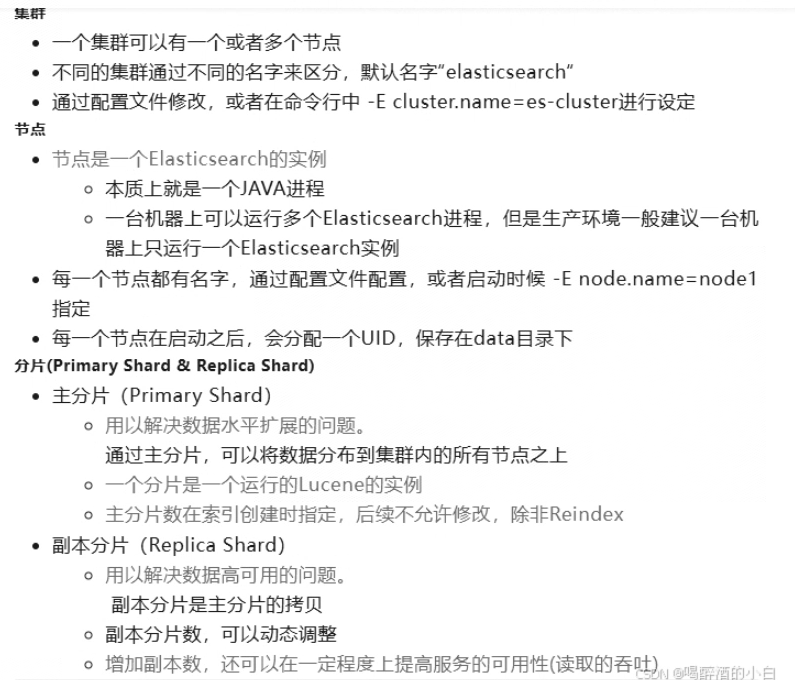 集群
一个集群可以有一个或者多个节点
不同的集群通过不同的名字来区分，默认名字“elasticsearch“
通过配置文件修改，或者在命令行中 -E cluster.name=es-cluster进行设定
节点
节点是一个Elasticsearch的实例
本质上就是一个JAVA进程
一台机器上可以运行多个Elasticsearch进程，但是生产环境一般建议一台机
器上只运行一个Elasticsearch实例
每一个节点都有名字，通过配置文件配置，或者启动时候 -E node.name=node1
指定
每一个节点在启动之后，会分配一个UID，保存在data目录下
分片(Primary Shard & Replica Shard)
主分片（Primary Shard）
用以解决数据水平扩展的问题。
通过主分片，可以将数据分布到集群内的所有节点之上
一个分片是一个运行的Lucene的实例
主分片数在索引创建时指定，后续不允许修改，除非Reindex
副本分片（Replica Shard）
用以解决数据高可用的问题。
副本分片是主分片的拷贝
副本分片数，可以动态调整
增加副本数，还可以在一定程度上提高服务的可用性(读取的吞吐)
CSDN @喝醉酒的小白